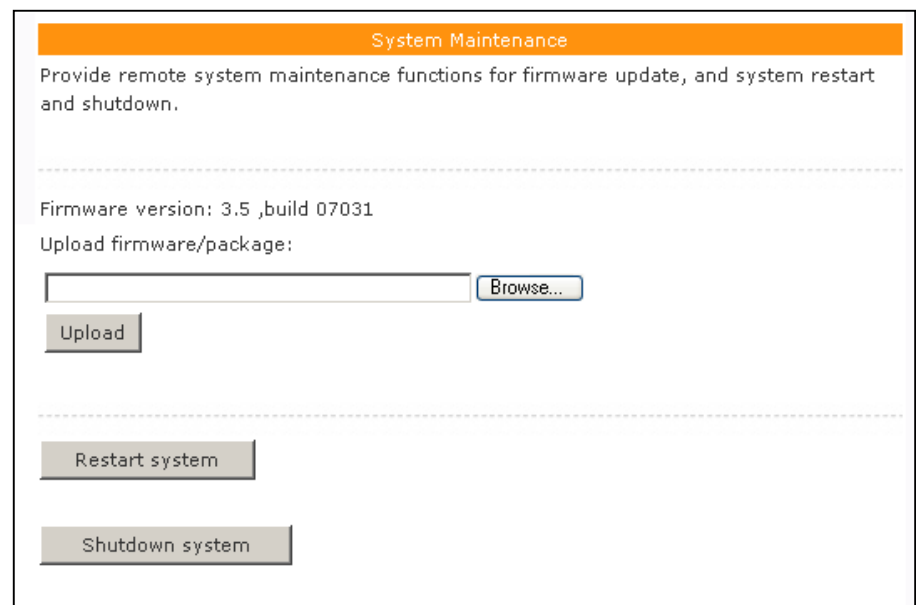 System Maintenance
Provide remote system maintenance functions for firmware update, and system restart
and shutdown.
Firmware version: 3.5 ,build 07031
Upload firmware/package:
Browse...
Upload
Restart system
Shutdown system